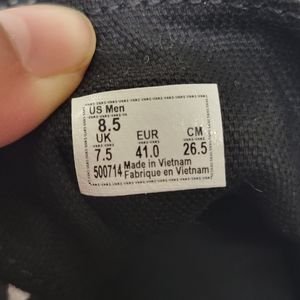 US Men
8.5
UK EUR CM
7.5 41.0 26.5
500714 Made in Vietnam
Fabrique en Vietnam